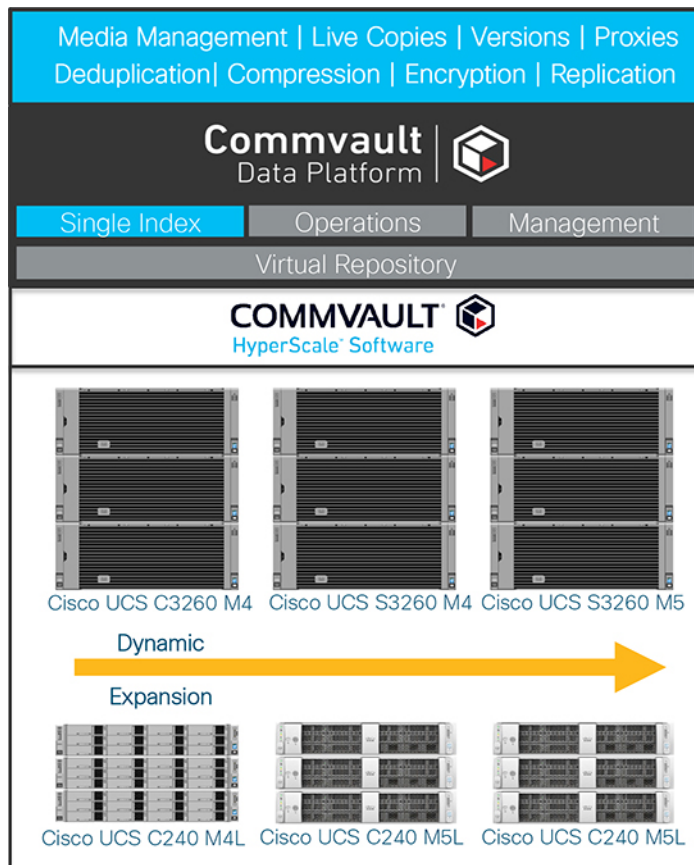 Media Management | Live Copies | Versions | Proxies
Deduplication| Compression | Encryption | Replication
Commvault
Data Platform
Single Index
Operations
Management
Virtual Repository
COMMVAULT®
HyperScale™ Software
Cisco UCS C3260 M4
Cisco UCS S3260 M4
Cisco UCS S3260 M5
Dynamic
Expansion
Cisco UCS C240 M4L
Cisco UCS C240 M5L
Cisco UCS C240 M5L